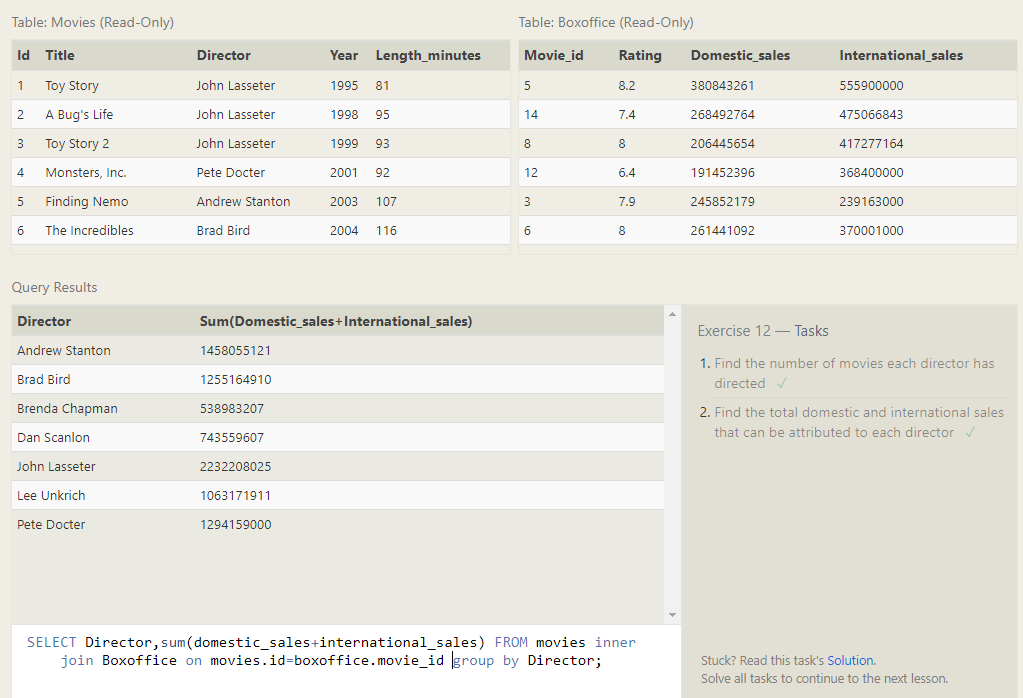 Table: Movies (Read-Only)
Id Title Director Year Length_minutes
1 Toy Story John Lasseter 1995 81
2 A Bug's Life John Lasseter 1998 95
3 Toy Story 2 John Lasseter 1999 93
4 Monsters, Inc. Pete Docter 2001 92
5 Finding Nemo Andrew Stanton 2003 107
6 The Incredibles Brad Bird 2004 116
Table: Boxoffice (Read-Only)
Movie_id Rating Domestic_sales International_sales
5 8.2 380843261 555900000
14 7.4 268492764 475066843
8 8 206445654 417277164
12 6.4 191452396 368400000
3 7.9 245852179 239163000
6 8 261441092 370001000
Query Results
Director Sum(Domestic_sales+International_sales)
Andrew Stanton 1458055121
Brad Bird 1255164910
Brenda Chapman 538983207
Dan Scanlon 743559607
John Lasseter 2232208025
Lee Unkrich 1063171911
Pete Docter 1294159000
SELECT Director,sum(domestic_sales+international_sales) FROM movies inner
join Boxoffice on movies.id=boxoffice.movie_id group by Director;
Exercise 12 — Tasks
1. Find the number of movies each director has
directed ✓
2. Find the total domestic and international sales
that can be attributed to each director ✓
Stuck? Read this task's Solution.
Solve all tasks to continue to the next lesson.